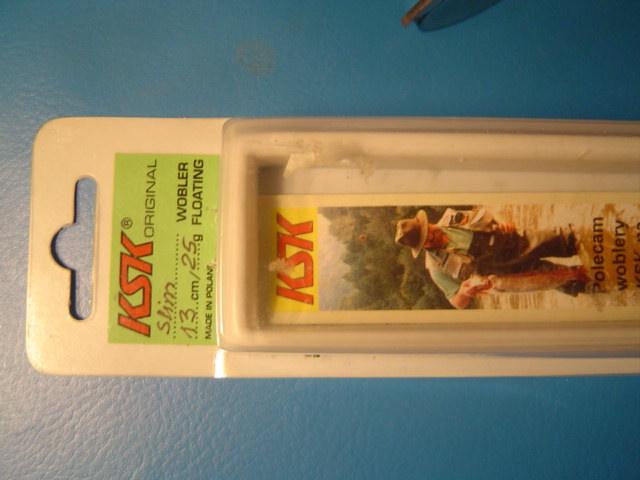 KSK® ORIGINAL
Slim WOBLER
13 cm/25 g FLOATING
MADE IN POLAND
KSK
Polecam
woblery